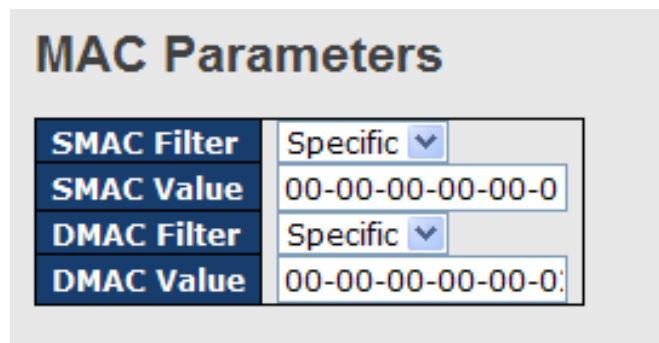 MAC Parameters
SMAC Filter Specific
SMAC Value 00-00-00-00-00-0
DMAC Filter Specific
DMAC Value 00-00-00-00-00-0